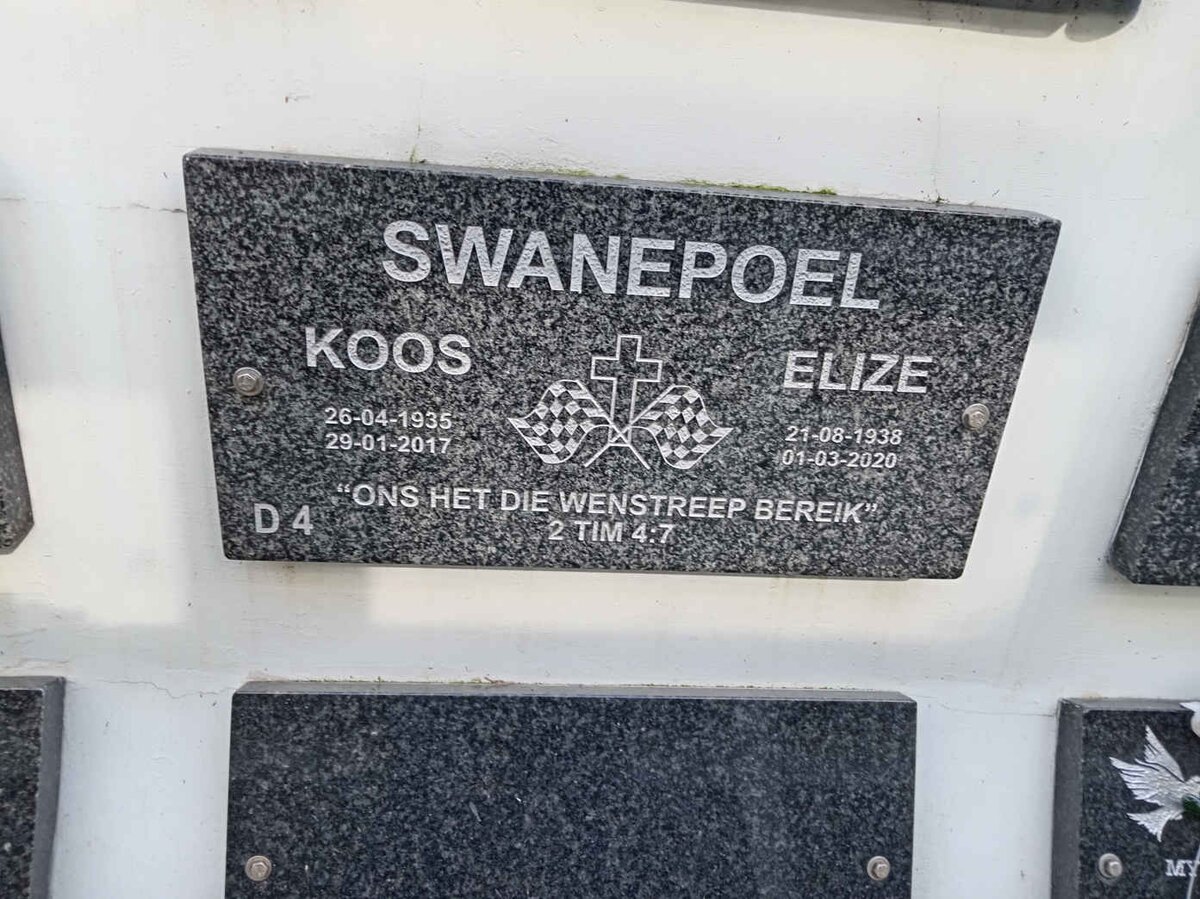 SWANEPOEL
KOOS
ELIZE
26-04-1935
29-01-2017
21-08-1938
01-03-2020
"ONS HET DIE WENSTREEP BEREIK"
2 TIM 4:7
D 4
MY